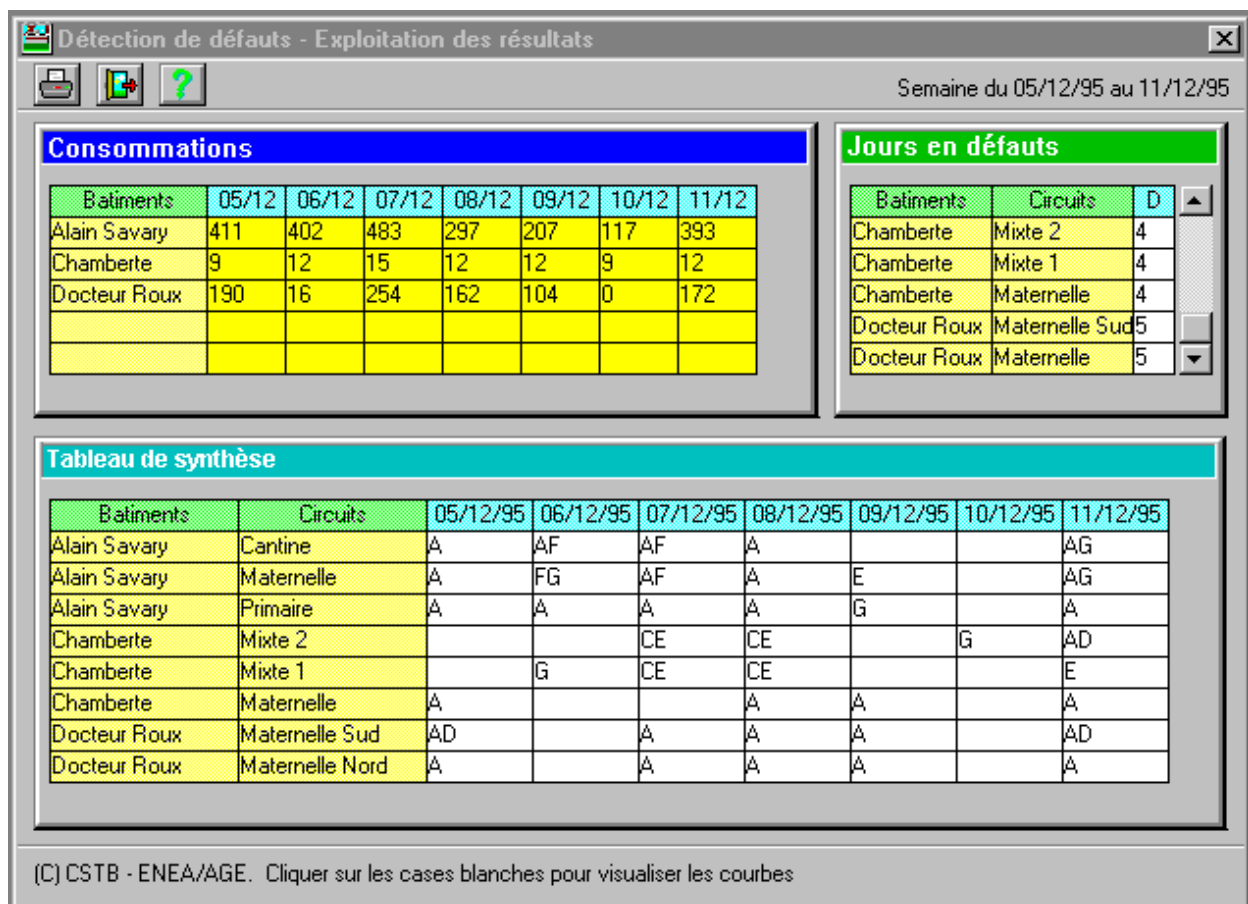 Détection de défauts - Exploitation des résultats
Semaine du 05/12/95 au 11/12/95
Consommations
Batiments 05/12 06/12 07/12 08/12 09/12 10/12 11/12
Alain Savary 411 402 483 297 207 117 393
Chamberte 9 12 15 12 12 9 12
Docteur Roux 190 16 254 162 104 0 172
Jours en défauts
Batiments Circuits D
Chamberte Mixte 2 4
Chamberte Mixte 1 4
Chamberte Maternelle 4
Docteur Roux Maternelle Sud 5
Docteur Roux Maternelle 5
Tableau de synthèse
Batiments Circuits 05/12/95 06/12/95 07/12/95 08/12/95 09/12/95 10/12/95 11/12/95
Alain Savary Cantine A AF AF A AG
Alain Savary Maternelle A FG AF A E AG
Alain Savary Primaire A A A A G A
Chamberte Mixte 2 CE CE G AD
Chamberte Mixte 1 G CE CE E
Chamberte Maternelle A A A A
Docteur Roux Maternelle Sud AD A A A AD
Docteur Roux Maternelle Nord A A A A A
(C) CSTB - ENEA/AGE. Cliquer sur les cases blanches pour visualiser les courbes